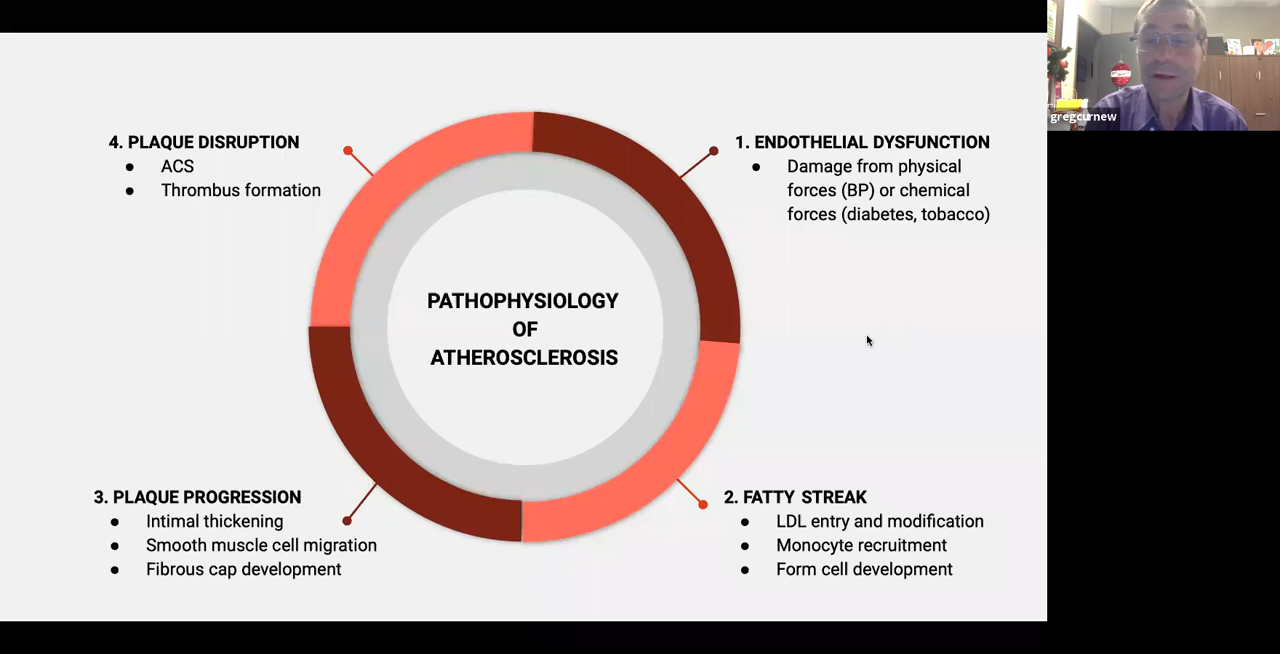 4. PLAQUE DISRUPTION
● ACS
● Thrombus formation
1. ENDOTHELIAL DYSFUNCTION
● Damage from physical
forces (BP) or chemical
forces (diabetes, tobacco)
PATHOPHYSIOLOGY
OF
ATHEROSCLEROSIS
3. PLAQUE PROGRESSION
● Intimal thickening
● Smooth muscle cell migration
● Fibrous cap development
2. FATTY STREAK
● LDL entry and modification
● Monocyte recruitment
● Form cell development
gregcurnew